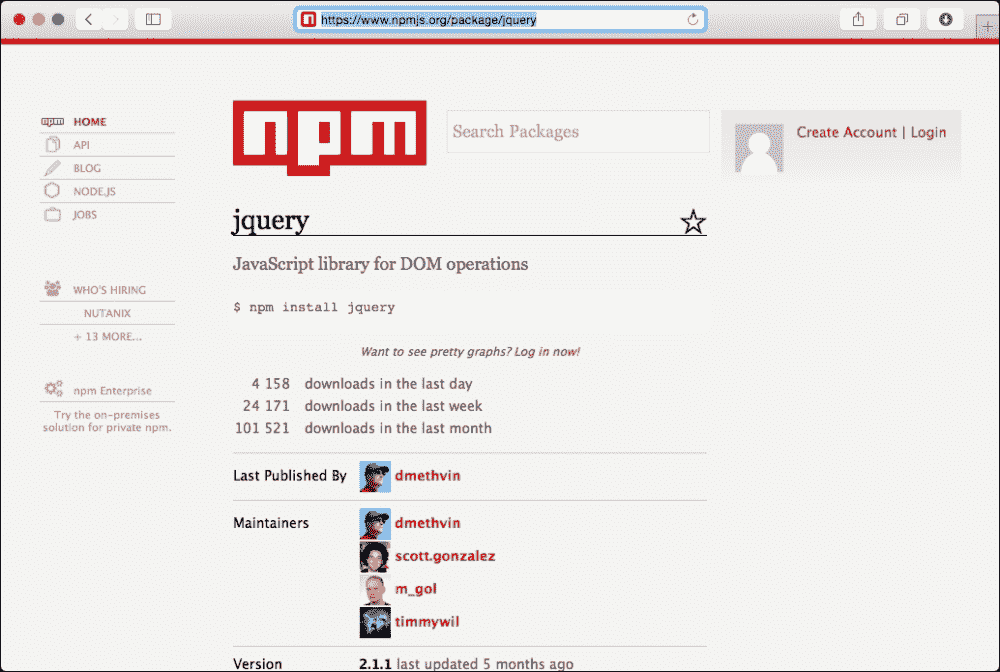 https://www.npmjs.org/package/jquery
npm HOME
API
BLOG
NODE.JS
JOBS
WHO'S HIRING
NUTANIX
+ 13 MORE...
npm Enterprise
Try the on-premises
solution for private npm.
npm
Search Packages
Create Account | Login
jquery
JavaScript library for DOM operations
$ npm install jquery
Want to see pretty graphs? Log in now!
4 158 downloads in the last day
24 171 downloads in the last week
101 521 downloads in the last month
Last Published By dmethvin
Maintainers dmethvin
scott.gonzalez
m_gol
timmywil
Version 2.1.1 last updated 5 months ago